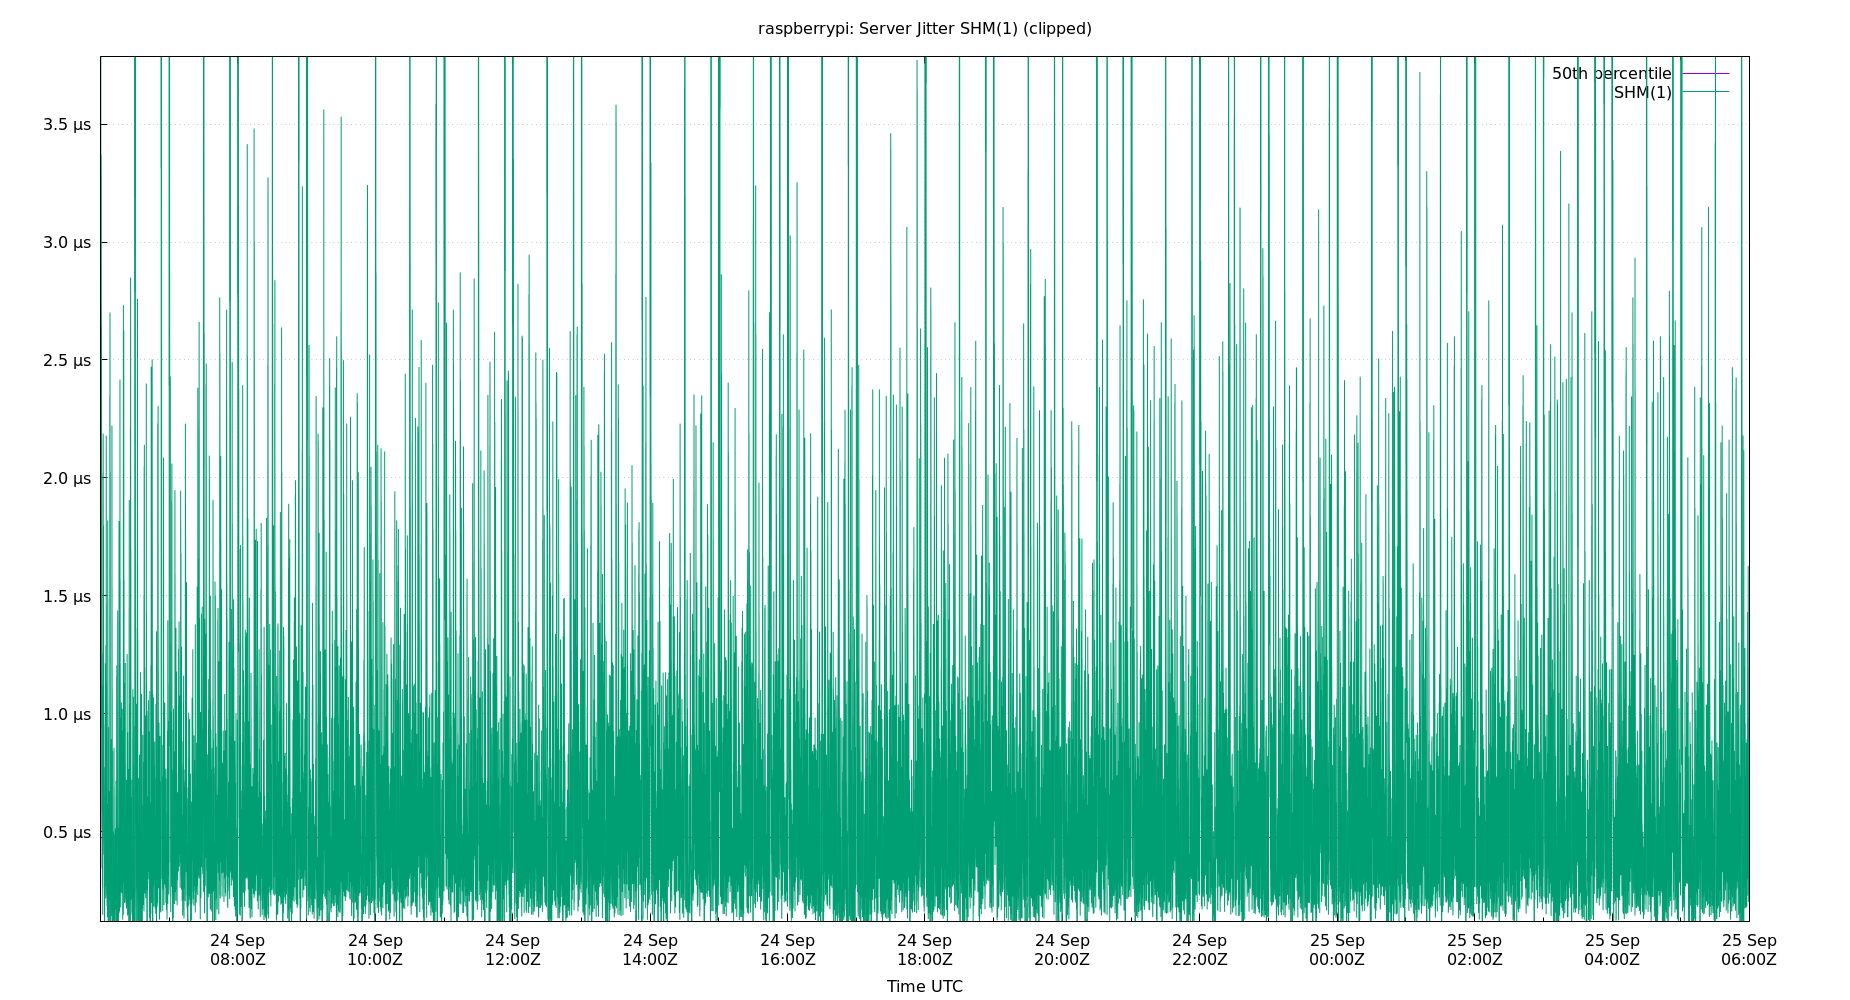 raspberrypi: Server Jitter SHM(1) (clipped)
50th percentile
SHM(1)
3.5 μs
3.0 μs
2.5 μs
2.0 μs
1.5 μs
1.0 μs
0.5 μs
24 Sep 24 Sep 24 Sep 24 Sep 24 Sep 24 Sep 24 Sep 24 Sep 25 Sep 25 Sep 25 Sep 25 Sep
08:00Z 10:00Z 12:00Z 14:00Z 16:00Z 18:00Z 20:00Z 22:00Z 00:00Z 02:00Z 04:00Z 06:00Z
Time UTC